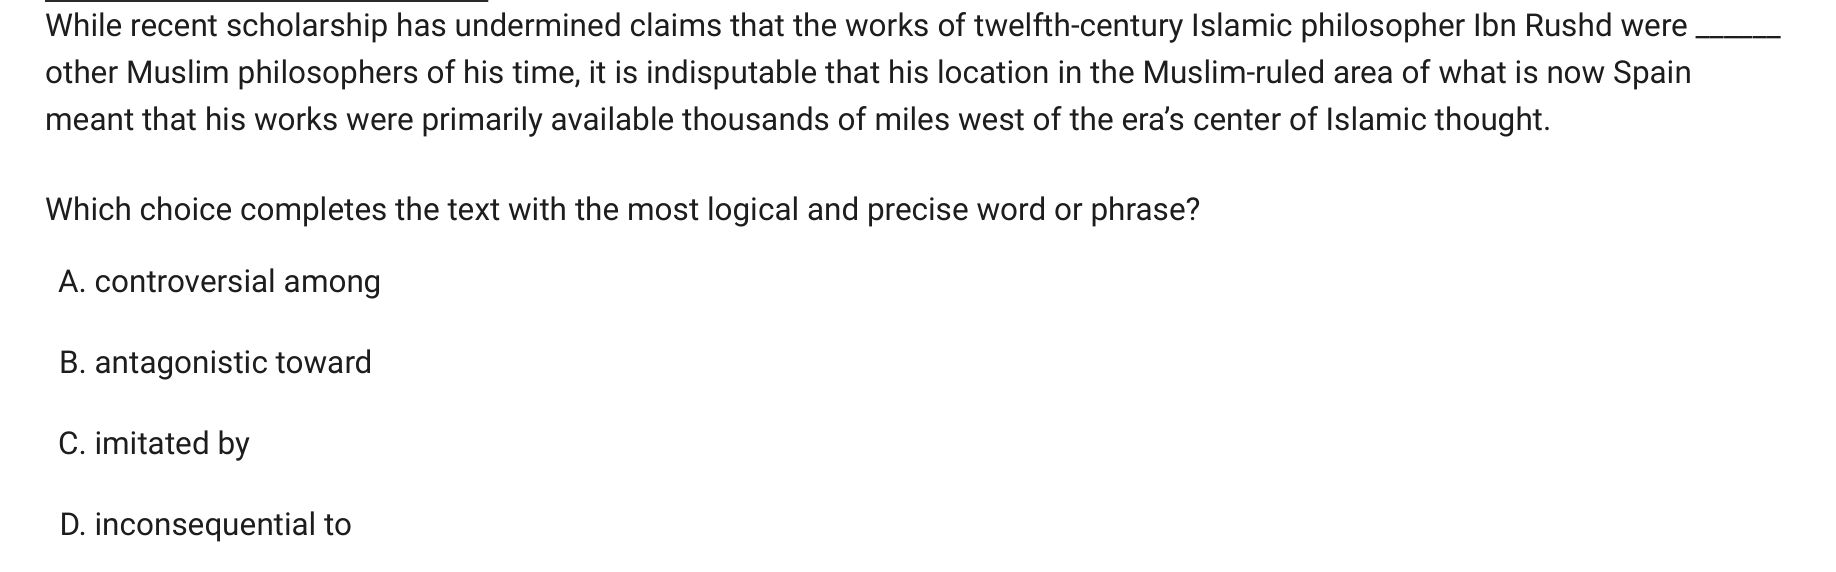 While recent scholarship has undermined claims that the works of twelfth-century Islamic philosopher Ibn Rushd were ______
other Muslim philosophers of his time, it is indisputable that his location in the Muslim-ruled area of what is now Spain
meant that his works were primarily available thousands of miles west of the era's center of Islamic thought.
Which choice completes the text with the most logical and precise word or phrase?
A. controversial among
B. antagonistic toward
C. imitated by
D. inconsequential to